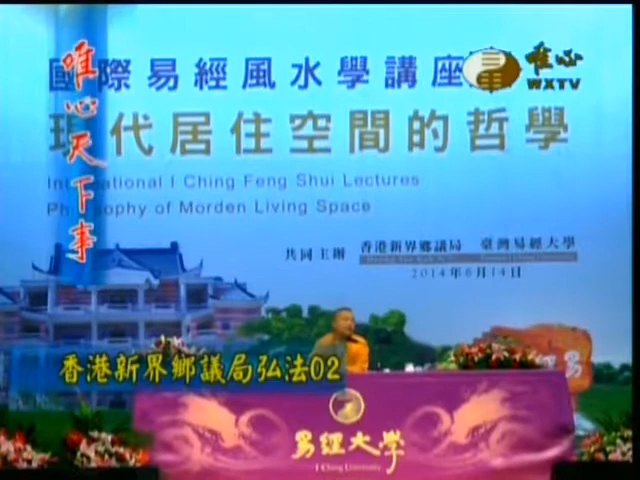 國際易經風水學講座
唯心
WXTV
唯心天下事
現代居住空間的哲學
International I Ching Feng Shui Lectures
Philosophy of Morden Living Space
共同主辦 香港新界鄉議局 臺灣易經大學
2014年6月14日
香港新界鄉議局弘法02
易經大學
I Ching University
易